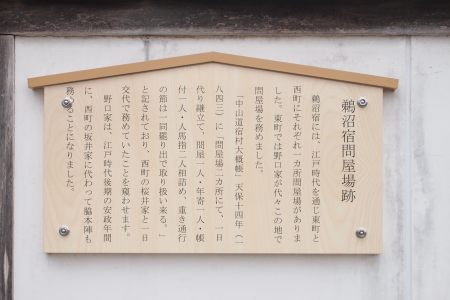 鵜沼宿問屋場跡
鵜沼宿には、江戸時代を通じ東町と
西町にそれぞれ一カ所問屋場がありま
した。東町では野口家が代々この地で
問屋場を務めました。
「中山道宿村大概帳」天保十四年（一
八四三）に「問屋場二カ所にて、一日
代り継立て、問屋一人・年寄一人・帳
付一人・人馬指二人相詰め、重き通行
の節は一同罷り出で取り扱い来る。」
と記されており、西町の桜井家と一日
交代で務めていたことを窺わせます。
野口家は、江戸時代後期の安政年間
に、西町の坂井家に代わって脇本陣も
務めることになりました。